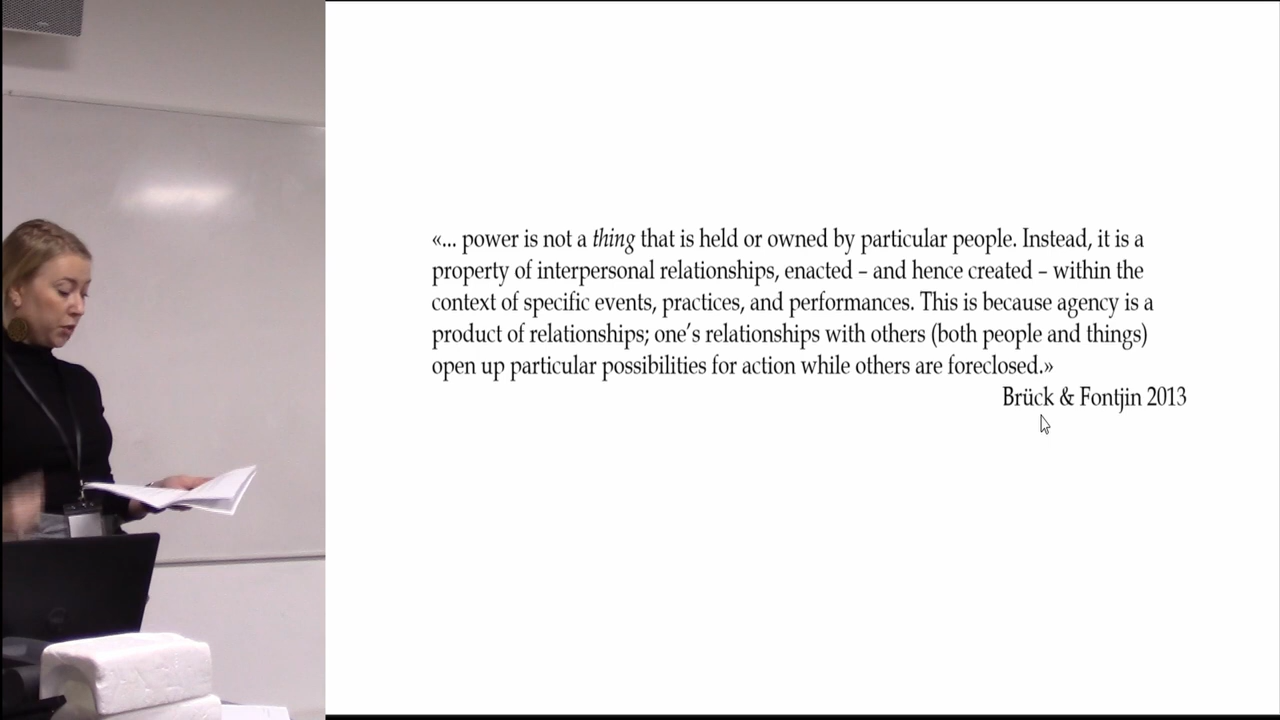 «... power is not a thing that is held or owned by particular people. Instead, it is a
property of interpersonal relationships, enacted – and hence created – within the
context of specific events, practices, and performances. This is because agency is a
product of relationships; one’s relationships with others (both people and things)
open up particular possibilities for action while others are foreclosed.»
Brück & Fontjin 2013